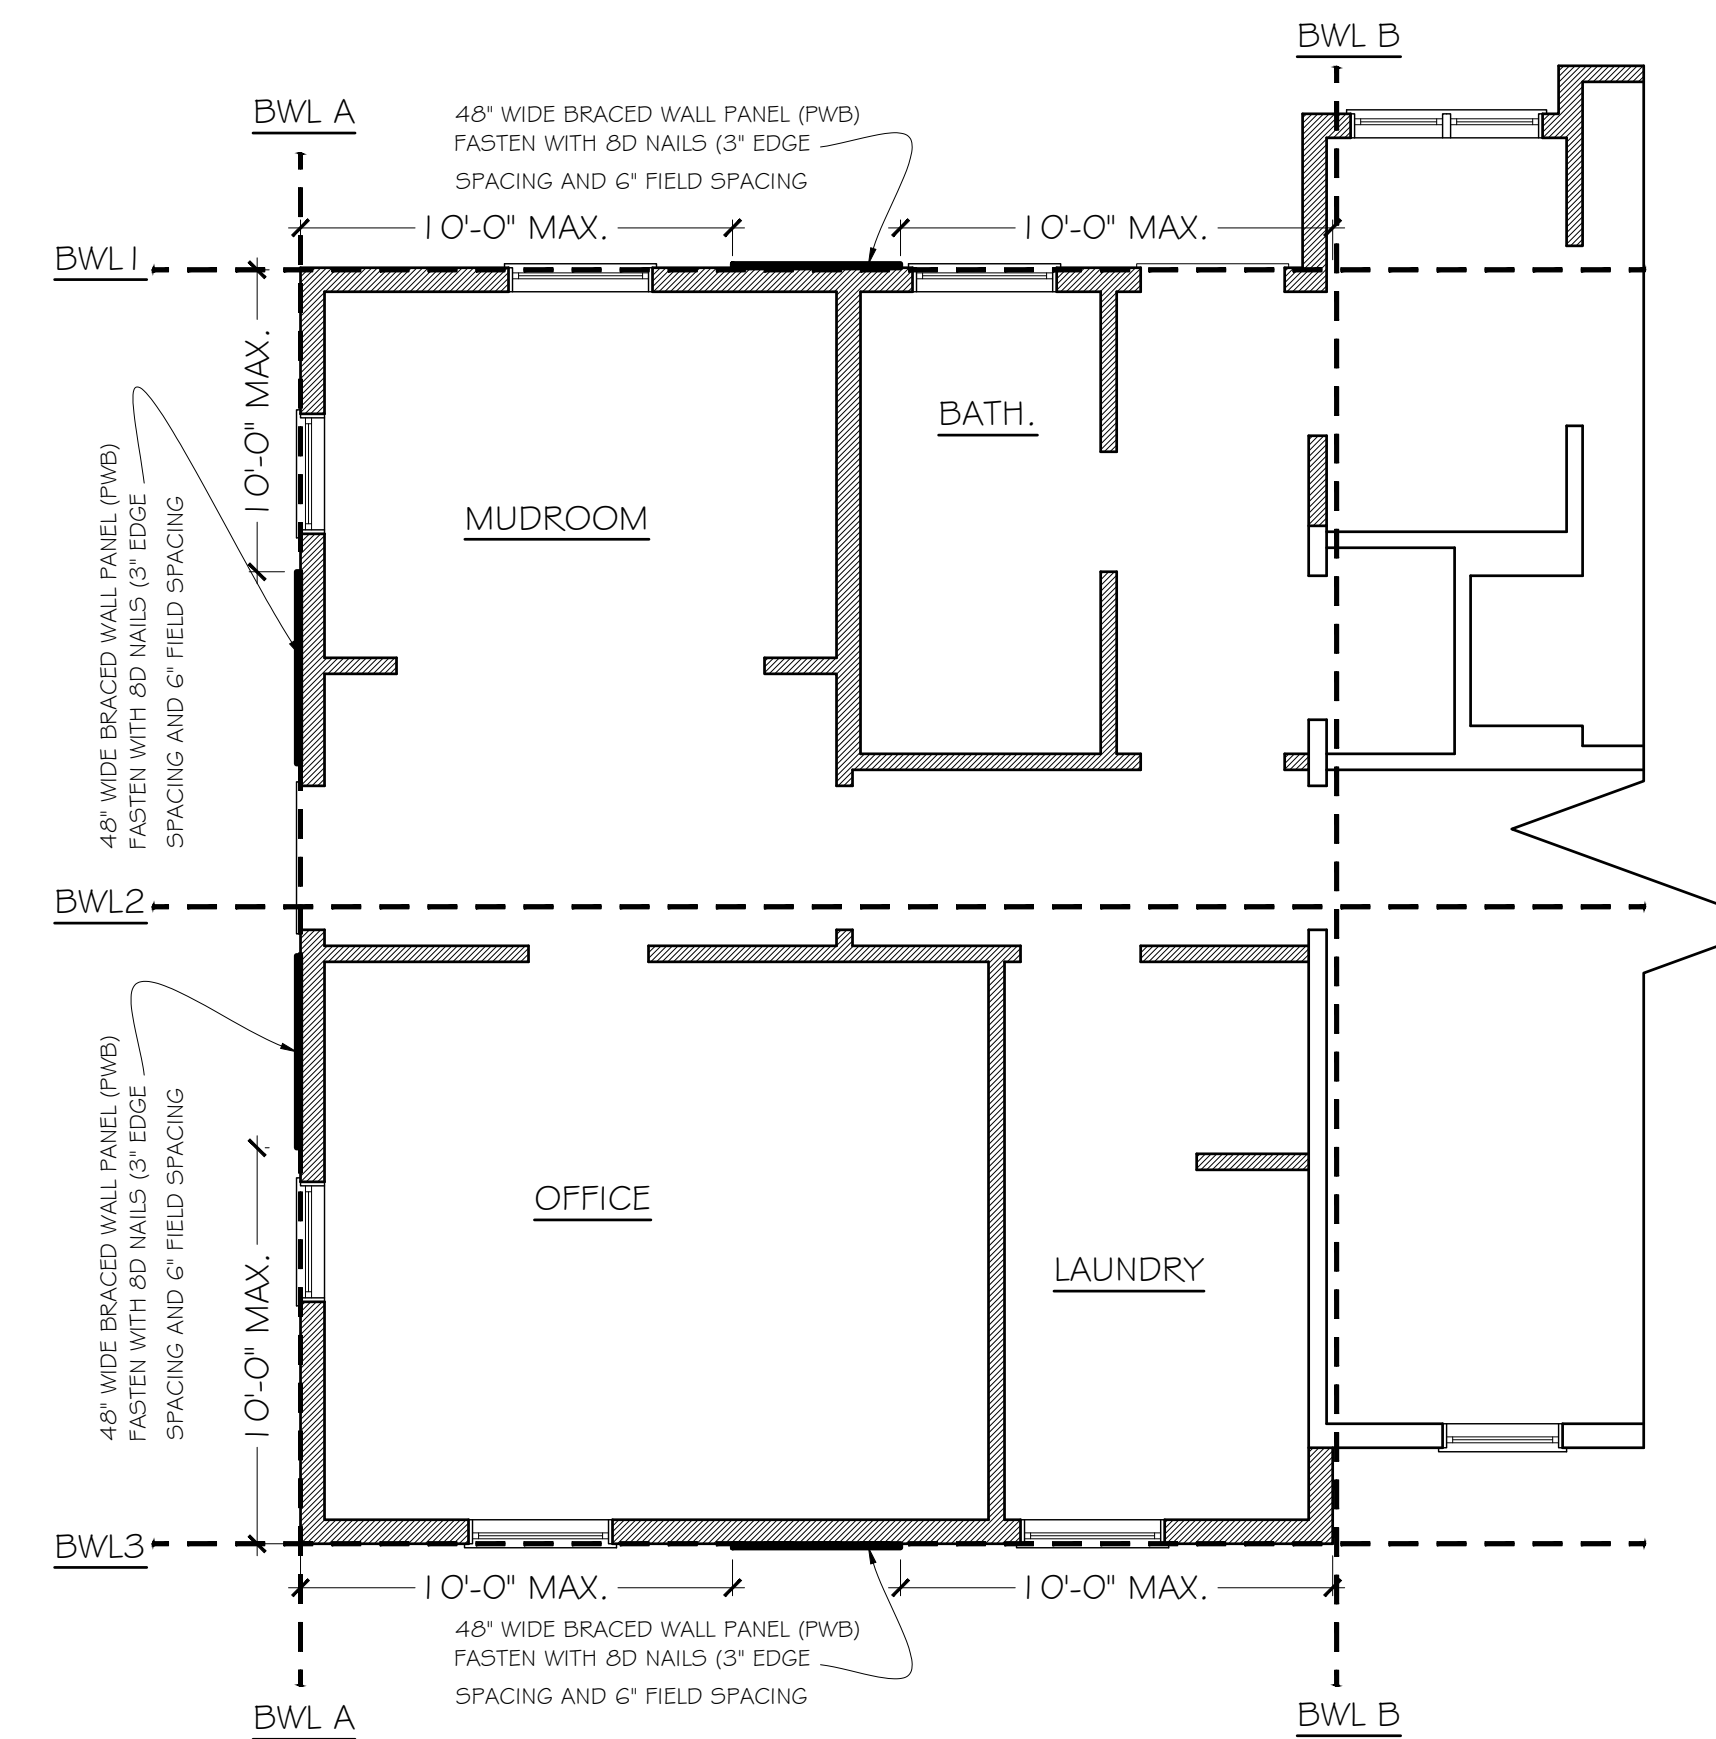 BWL B
BWL A
48" WIDE BRACED WALL PANEL (PWB)
FASTEN WITH 8D NAILS (3" EDGE
SPACING AND 6" FIELD SPACING
10'-0" MAX.
10'-0" MAX.
BWL1
10'-0" MAX.
48" WIDE BRACED WALL PANEL (PWB)
FASTEN WITH 8D NAILS (3" EDGE
SPACING AND 6" FIELD SPACING
BATH.
MUDROOM
BWL2
48" WIDE BRACED WALL PANEL (PWB)
FASTEN WITH 8D NAILS (3" EDGE
SPACING AND 6" FIELD SPACING
10'-0" MAX.
OFFICE
LAUNDRY
BWL3
10'-0" MAX.
10'-0" MAX.
48" WIDE BRACED WALL PANEL (PWB)
FASTEN WITH 8D NAILS (3" EDGE
SPACING AND 6" FIELD SPACING
BWL A
BWL B